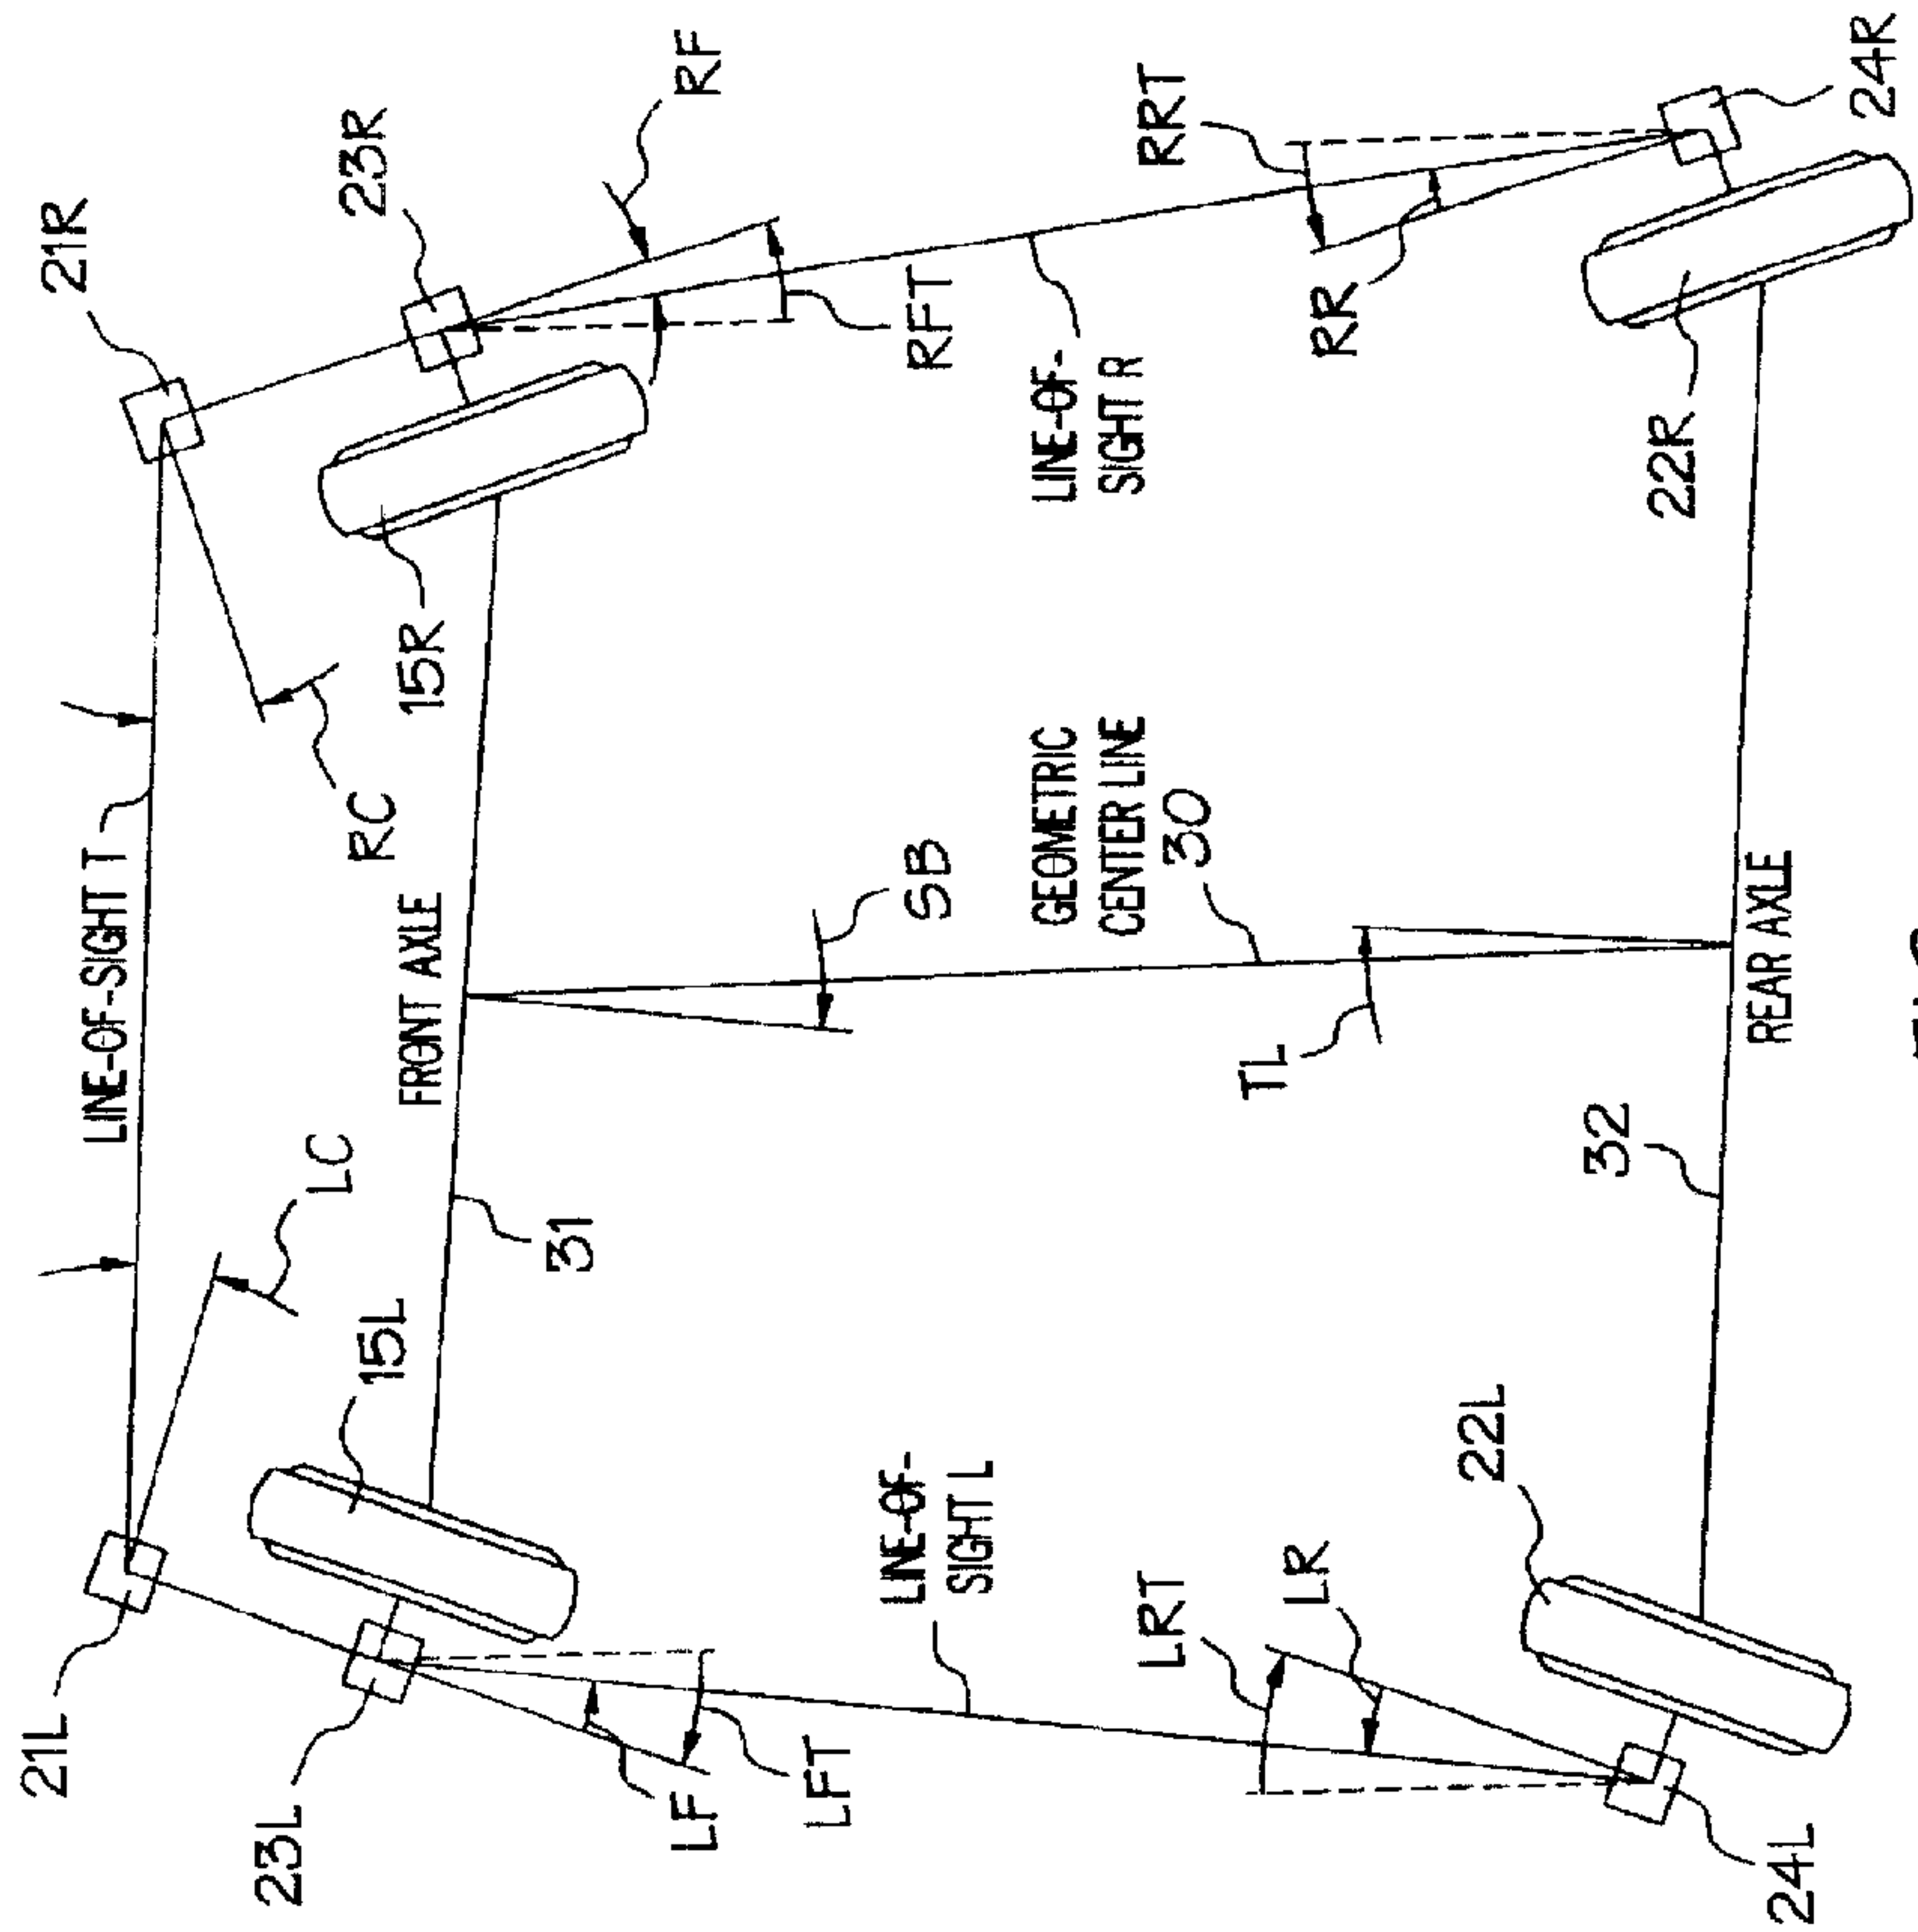 21R
23R
RF
RRT
24R
LINE-OF-SIGHT T
RC
15R
RFT
LINE-OF-
SIGHT R
RR
22R
FRONT AXLE
SB
GEOMETRIC
CENTER LINE
30
REAR AXLE
LC
31
TL
32
15L
21L
23L
LF
LFT
LINE-OF-
SIGHT L
LRT
LR
22L
24L